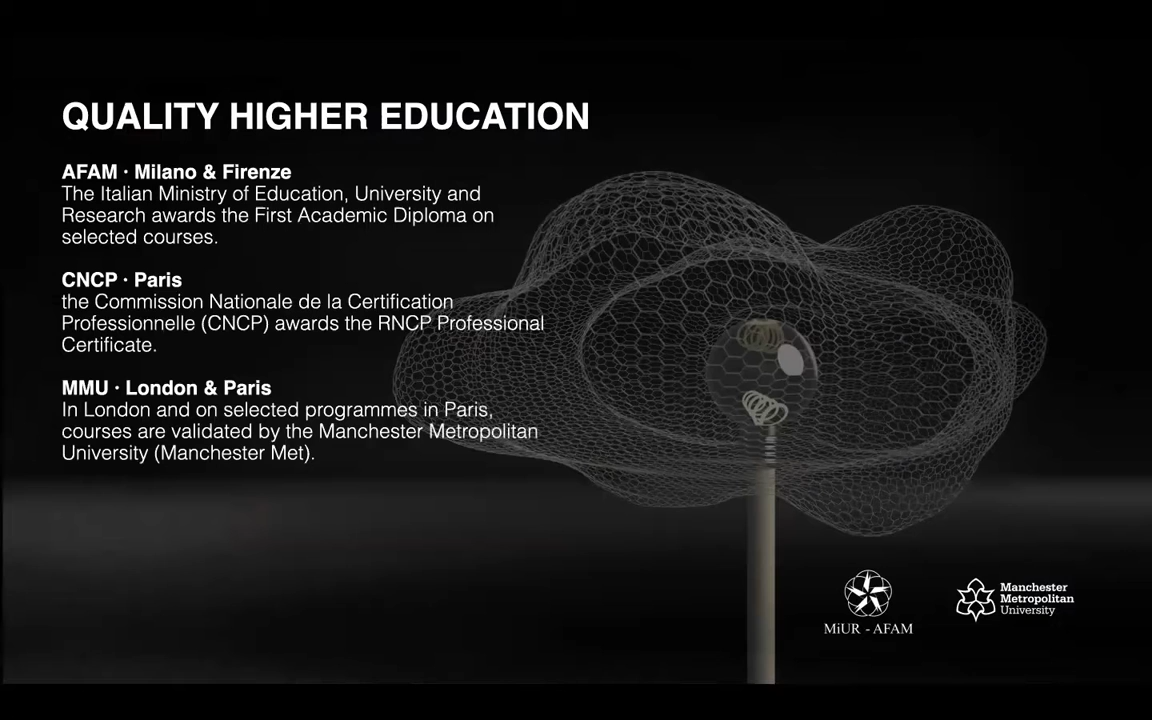 QUALITY HIGHER EDUCATION
AFAM · Milano & Firenze
The Italian Ministry of Education, University and
Research awards the First Academic Diploma on
selected courses.
CNCP · Paris
the Commission Nationale de la Certification
Professionnelle (CNCP) awards the RNCP Professional
Certificate.
MMU · London & Paris
In London and on selected programmes in Paris,
courses are validated by the Manchester Metropolitan
University (Manchester Met).
MiUR - AFAM
Manchester
Metropolitan
University